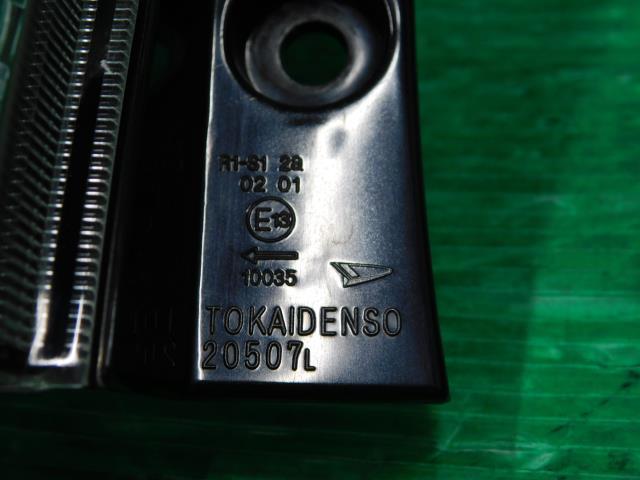 R1-S1 2a
02 01
E13
10035
TOKAIDENSO
20507L